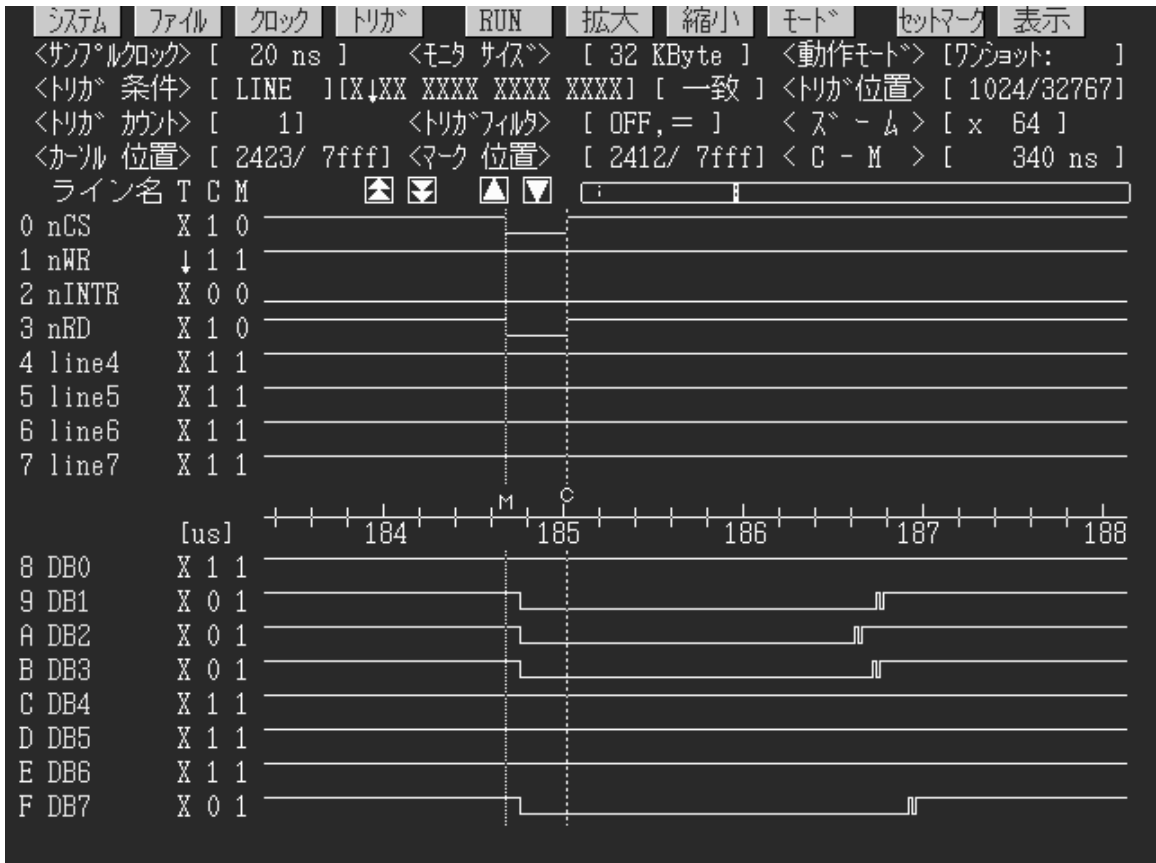 システム ファイル クロック トリガ RUN 拡大 縮小 モード セットマーク 表示
<サンプルクロック> [ 20 ns ] <モニタ サイズ> [ 32 KByte ] <動作モード> [ワンショット: ]
<トリガ 条件> [ LINE ][X↓XX XXXX XXXX XXXX] [ 一致 ] <トリガ位置> [ 1024/32767]
<トリガ カウント> [ 1] <トリガフィルタ> [ OFF,= ] < ズ ー ム > [ x 64 ]
<カーソル 位置> [ 2423/ 7fff] <マーク 位置> [ 2412/ 7fff] < C - M > [ 340 ns ]
ライン名 T C M
0 nCS X 1 0
1 nWR ↓ 1 1
2 nINTR X 0 0
3 nRD X 1 0
4 line4 X 1 1
5 line5 X 1 1
6 line6 X 1 1
7 line7 X 1 1
M C
[us] 184 185 186 187 188
8 DB0 X 1 1
9 DB1 X 0 1
A DB2 X 0 1
B DB3 X 0 1
C DB4 X 1 1
D DB5 X 1 1
E DB6 X 1 1
F DB7 X 0 1